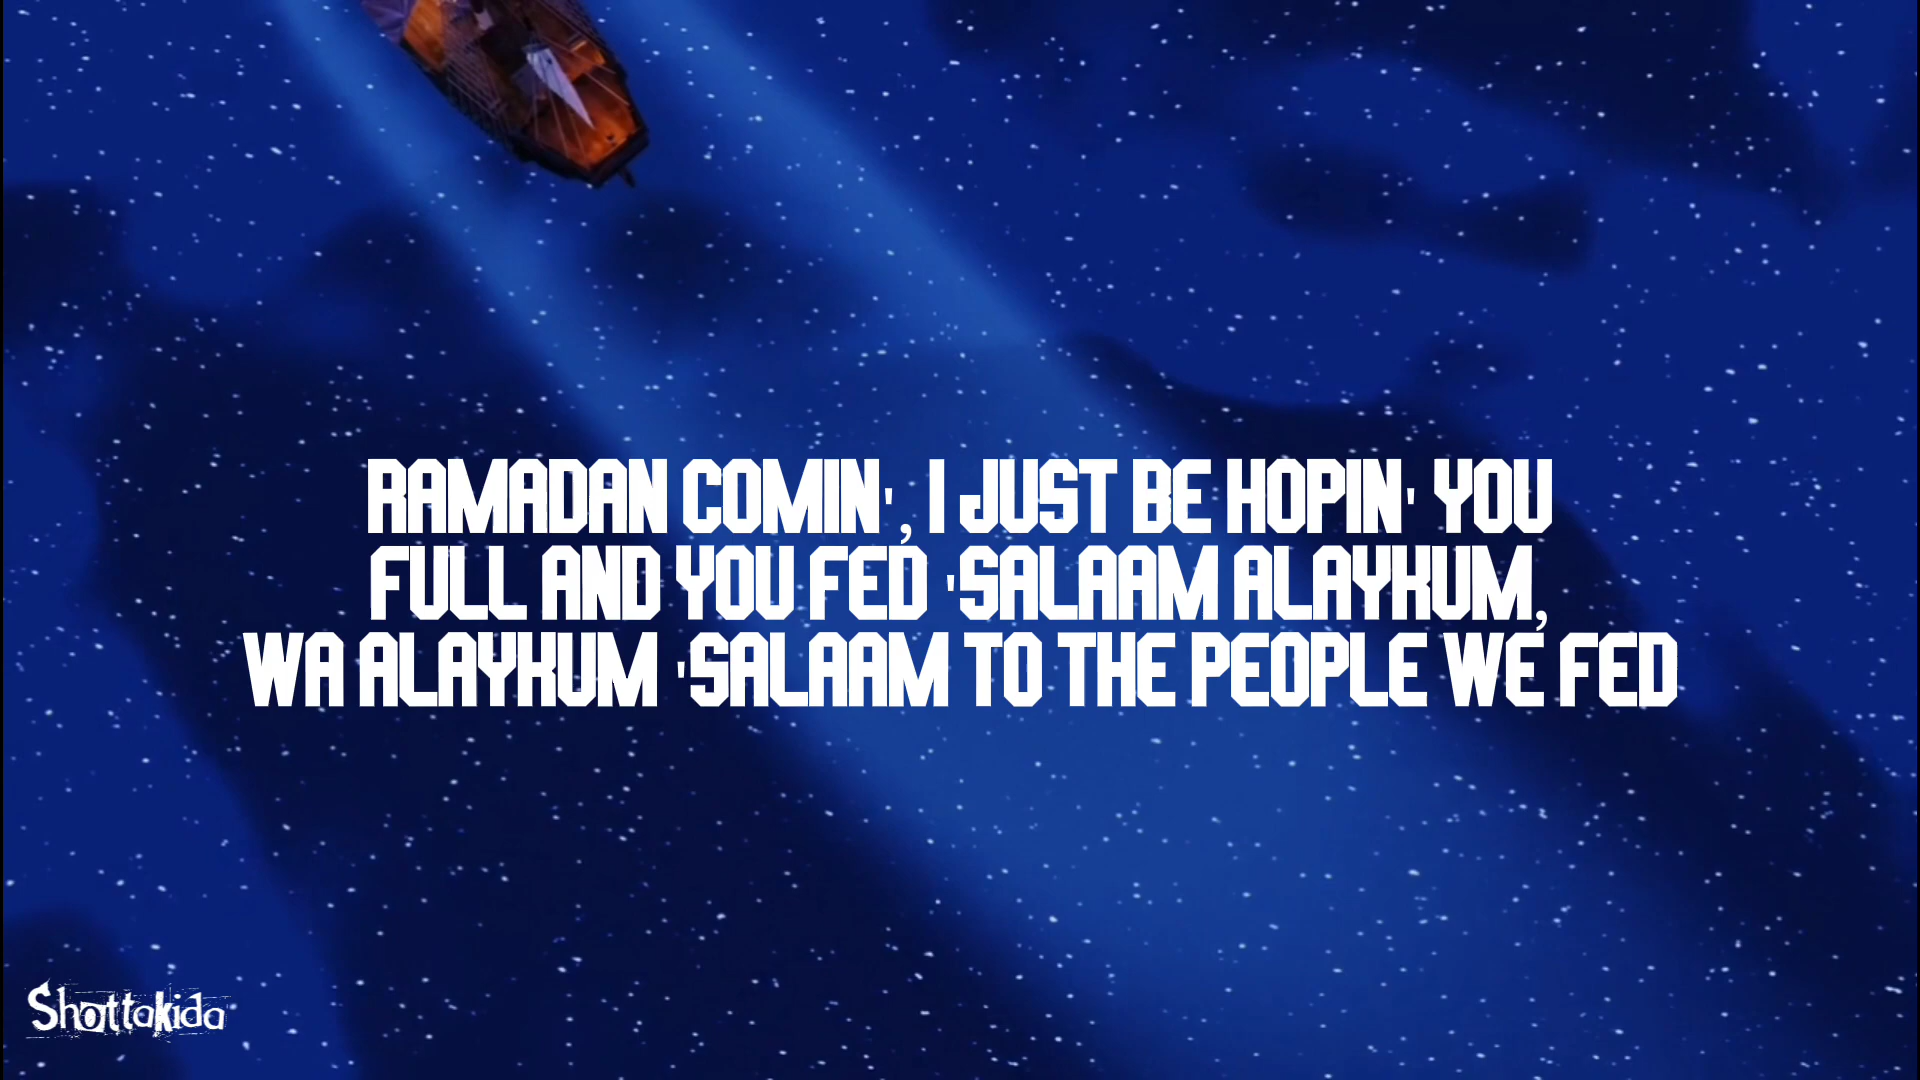 RAMADAN COMIN', I JUST BE HOPIN' YOU
FULL AND YOU FED 'SALAAM ALAYKUM,
WA ALAYKUM 'SALAAM TO THE PEOPLE WE FED
Shottakida